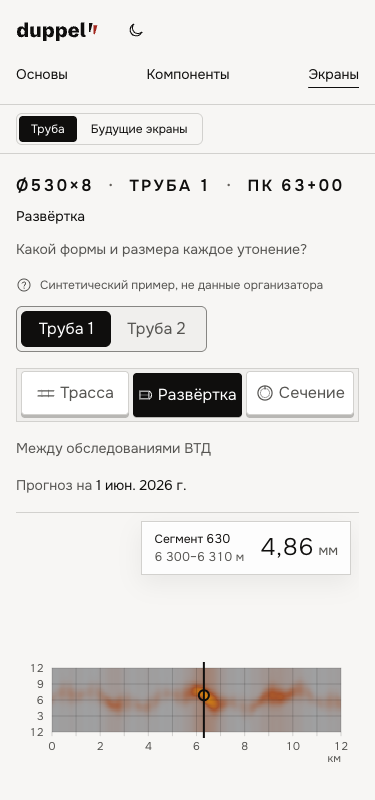 duppel
Основы Компоненты Экраны
Труба Будущие экраны
Ø530×8 · ТРУБА 1 · ПК 63+00
Развёртка
Какой формы и размера каждое утонение?
Синтетический пример, не данные организатора
Труба 1 Труба 2
Трасса Развёртка Сечение
Между обследованиями ВТД
Прогноз на 1 июн. 2026 г.
Сегмент 630
6 300–6 310 м
4,86 мм
12
9
6
3
12
0 2 4 6 8 10 12
км